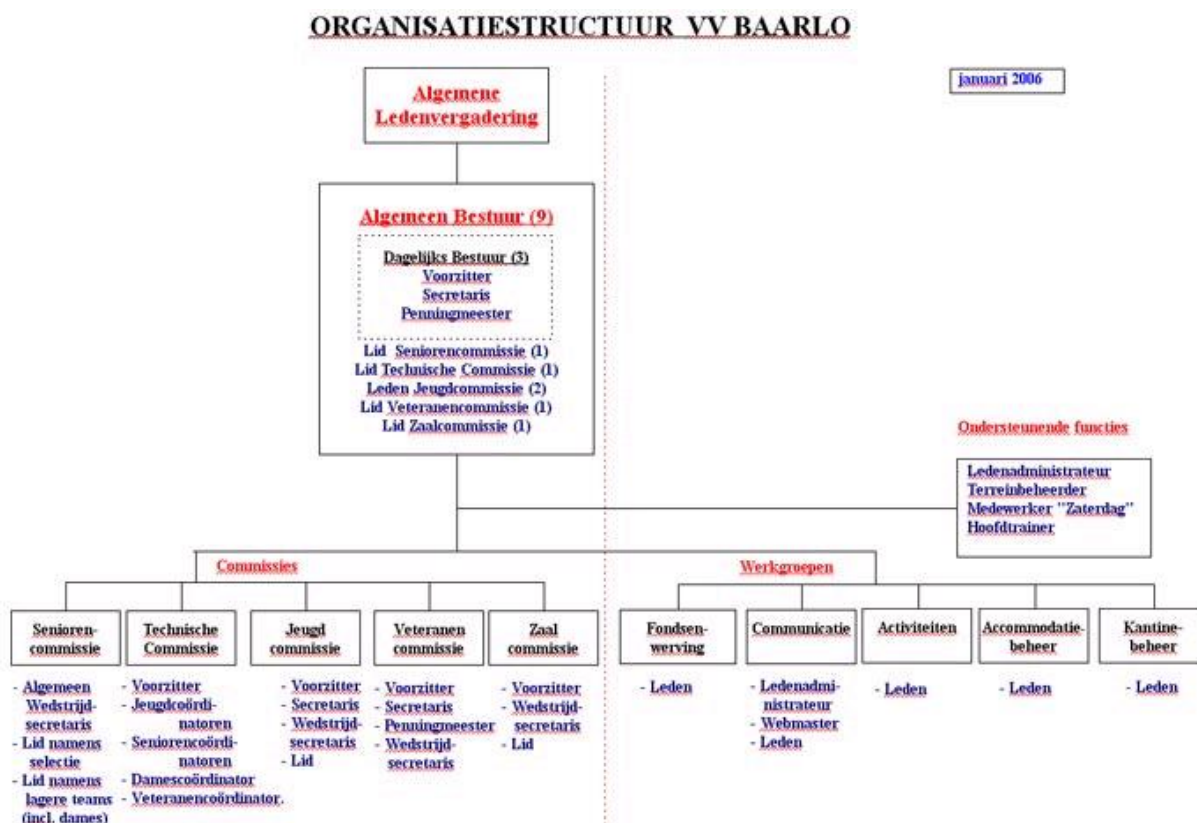 ORGANISATIESTRUCTUUR VV BAARLO
januari 2006
Algemene
Ledenvergadering
Algemeen Bestuur (9)
Dagelijks Bestuur (3)
Voorzitter
Secretaris
Penningmeester
Lid Seniorencommissie (1)
Lid Technische Commissie (1)
Leden Jeugdcommissie (2)
Lid Veteranencommissie (1)
Lid Zaalcommissie (1)
Ondersteunende functies
Ledenadministrateur
Terreinbeheerder
Medewerker "Zaterdag"
Hoofdtrainer
Commissies
Senioren-
commissie
- Algemeen
Wedstrijd-
secretaris
- Lid namens
selectie
- Lid namens
lagere teams
(incl. dames)
Technische
Commissie
- Voorzitter
- Jeugdcoördi-
natoren
- Seniorencoördi-
natoren
- Damescoördinator
- Veteranencoördinator.
Jeugd
commissie
- Voorzitter
- Secretaris
- Wedstrijd-
secretaris
- Lid
Veteranen
commissie
- Voorzitter
- Secretaris
- Penningmeester
- Wedstrijd-
secretaris
Zaal
commissie
- Voorzitter
- Wedstrijd-
secretaris
- Lid
Werkgroepen
Fondsen-
werving
- Leden
Communicatie
- Ledenadmi-
nistrateur
- Webmaster
- Leden
Activiteiten
- Leden
Accommodatie-
beheer
- Leden
Kantine-
beheer
- Leden